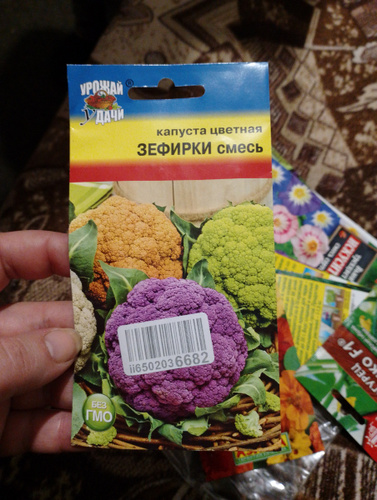 УРОЖАЙ
УДАЧИ
капуста цветная
ЗЕФИРКИ смесь
ii6502036682
БЕЗ
ГМО